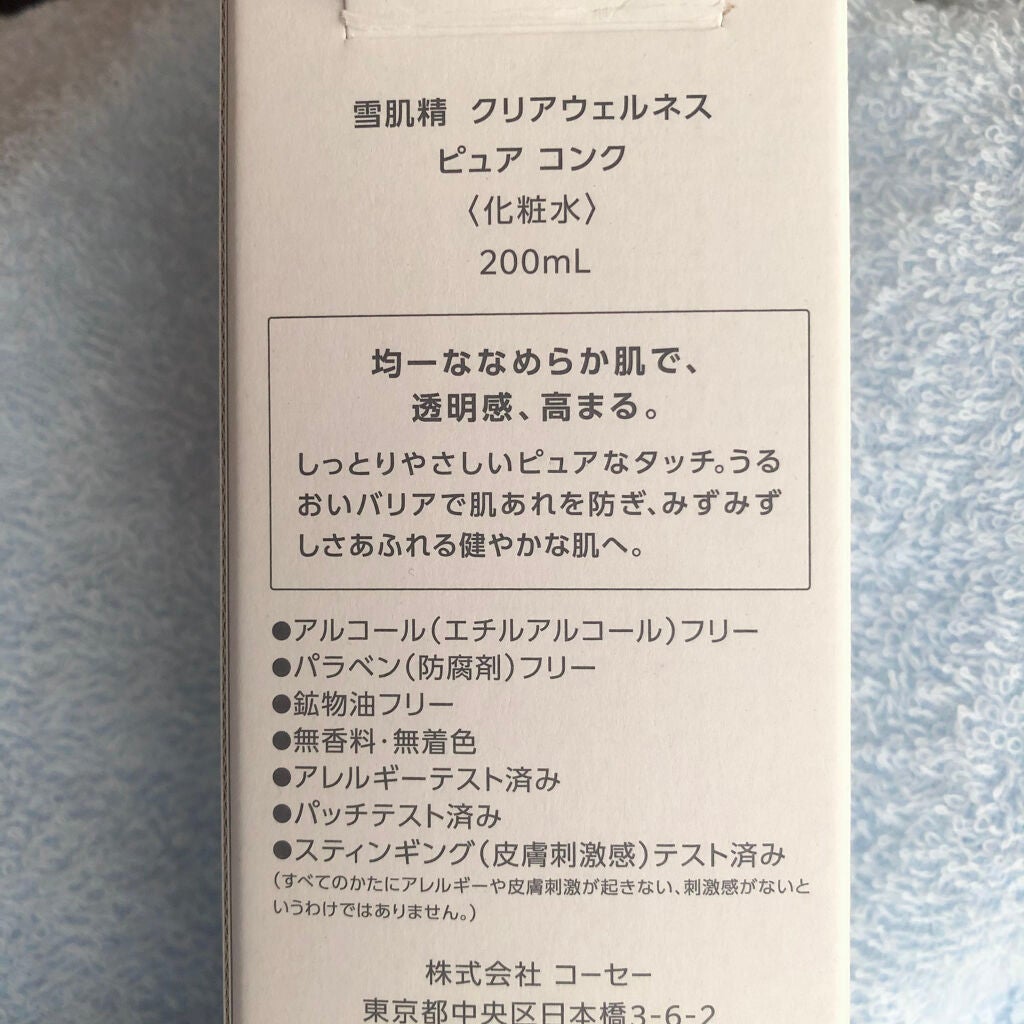 雪肌精 クリアウェルネス
ピュア コンク
〈化粧水〉
200mL
均一ななめらか肌で、
透明感、高まる。
しっとりやさしいピュアなタッチ。うる
おいバリアで肌あれを防ぎ、みずみず
しさあふれる健やかな肌へ。
●アルコール(エチルアルコール)フリー
●パラベン(防腐剤)フリー
●鉱物油フリー
●無香料・無着色
●アレルギーテスト済み
●パッチテスト済み
●スティンギング(皮膚刺激感)テスト済み
(すべてのかたにアレルギーや皮膚刺激が起きない、刺激感がないと
いうわけではありません。)
株式会社 コーセー
東京都中央区日本橋3-6-2